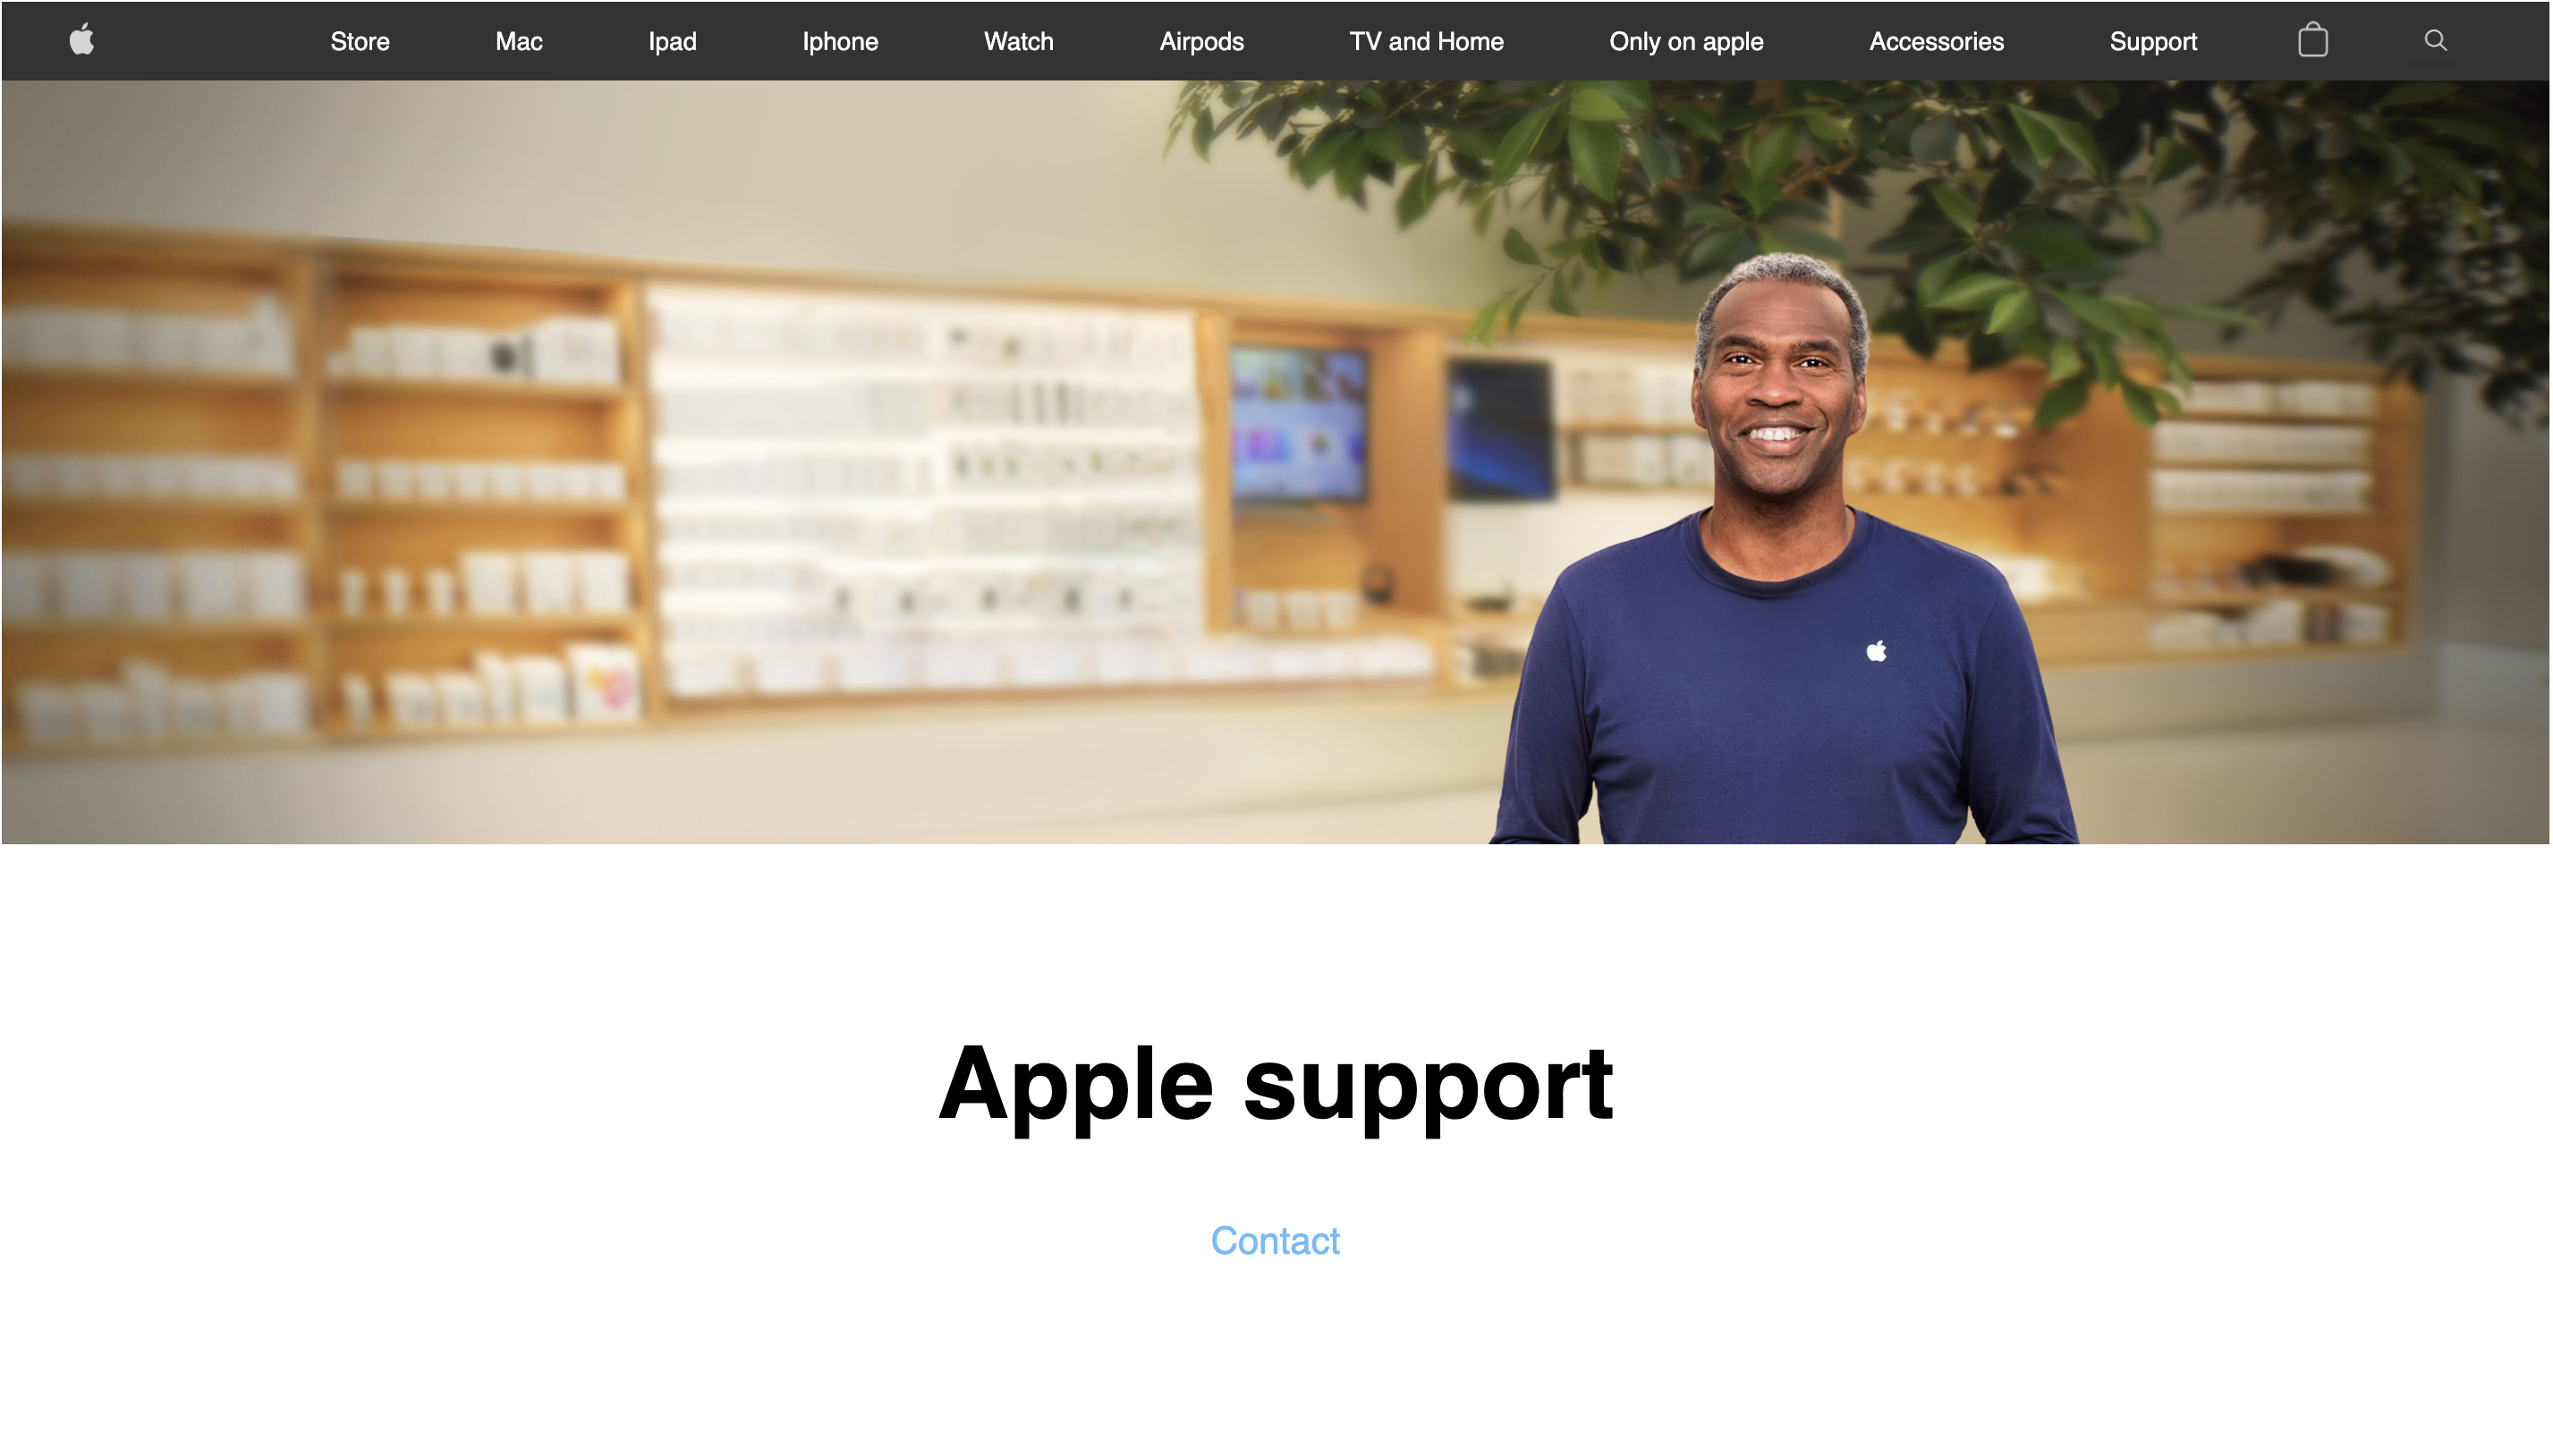 Store Mac Ipad Iphone Watch Airpods TV and Home Only on apple Accessories Support
Apple support
Contact